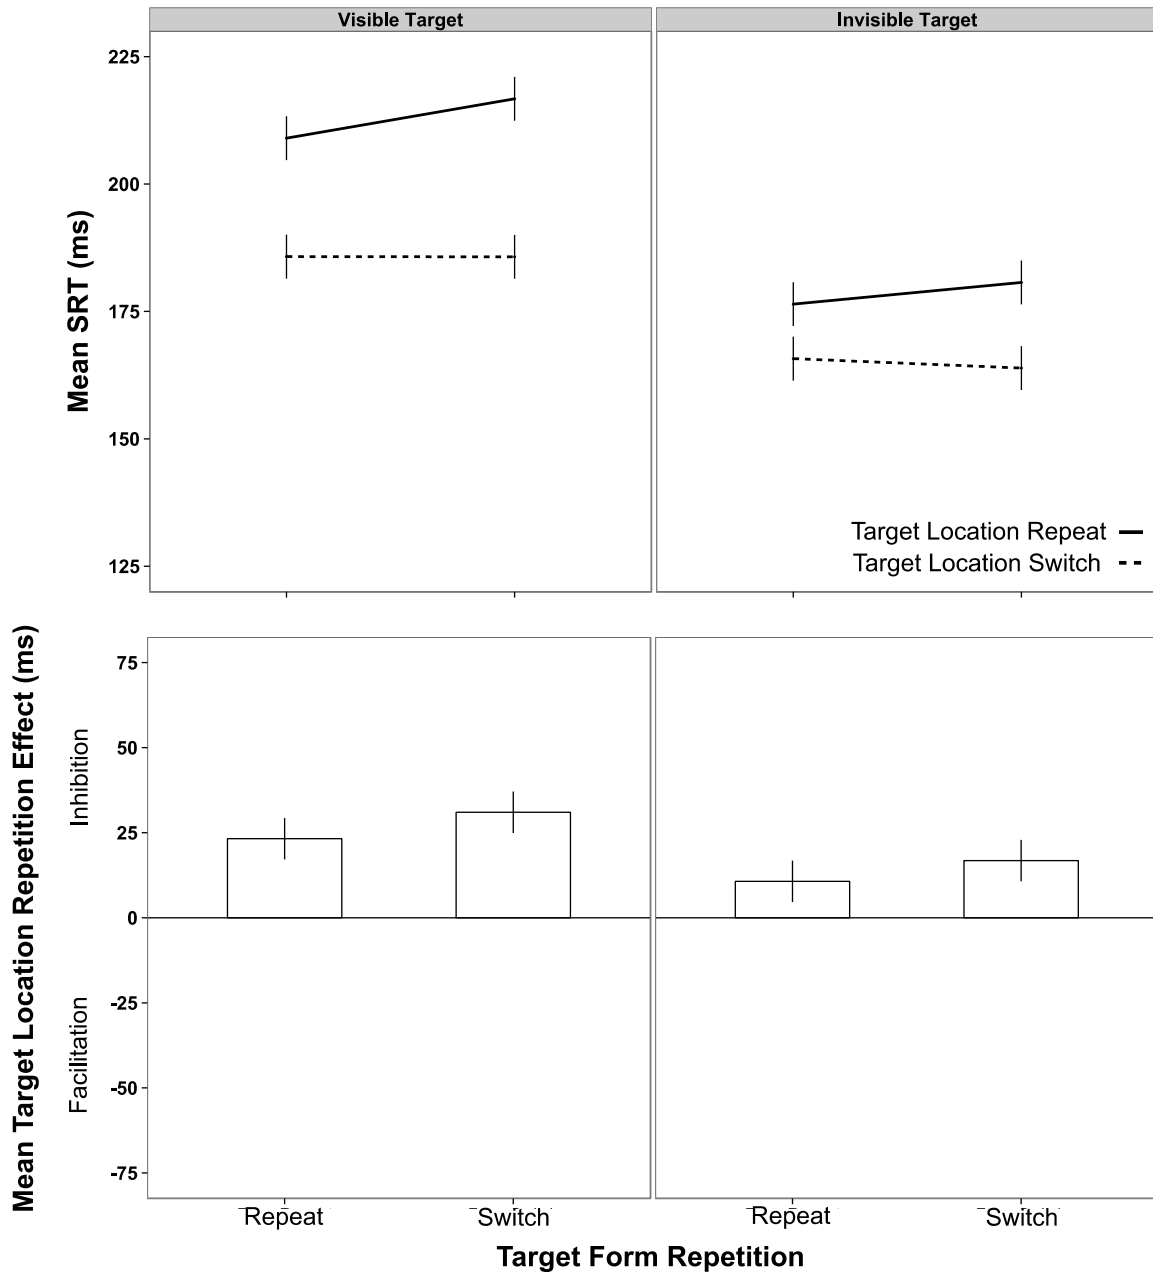 Visible Target
Invisible Target
225
200
175
150
125
Mean SRT (ms)
Target Location Repeat
Target Location Switch
75
50
25
0
-25
-50
-75
Mean Target Location Repetition Effect (ms)
Inhibition
Facilitation
Repeat
Switch
Repeat
Switch
Target Form Repetition